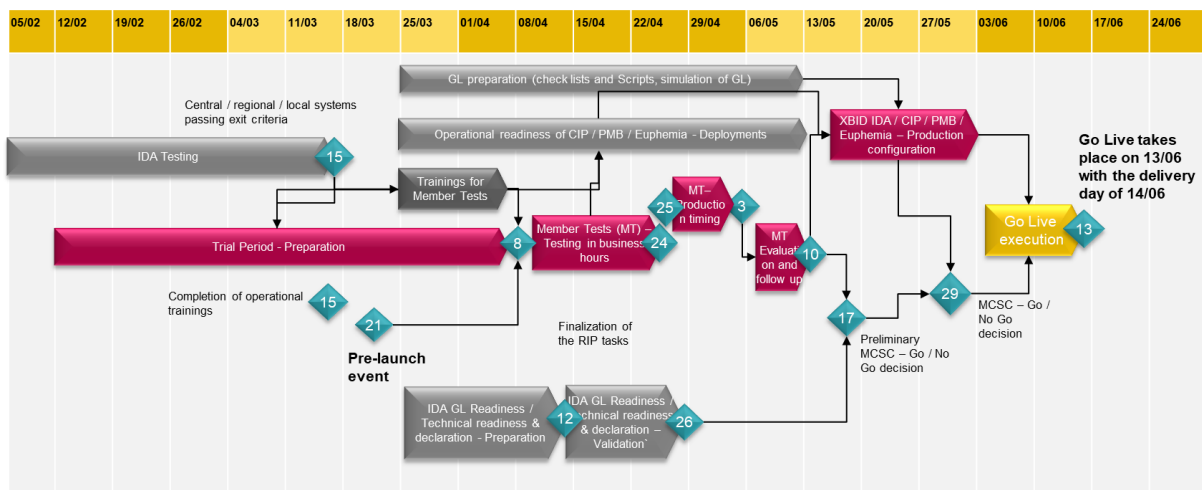 05/02 12/02 19/02 26/02 04/03 11/03 18/03 25/03 01/04 08/04 15/04 22/04 29/04 06/05 13/05 20/05 27/05 03/06 10/06 17/06 24/06
GL preparation (check lists and Scripts, simulation of GL)
Central / regional / local systems
passing exit criteria
Operational readiness of CIP / PMB / Euphemia - Deployments
XBID IDA / CIP / PMB /
Euphemia – Production
configuration
Go Live takes
place on 13/06
with the delivery
day of 14/06
IDA Testing
15
Trainings for
Member Tests
MT–
Productio
n timing
25
3
Trial Period - Preparation
8
Member Tests (MT) –
Testing in business
hours
24
MT
Evaluati
on and
follow up
10
Go Live
execution
13
Completion of operational
trainings
15
21
Pre-launch
event
Finalization of
the RIP tasks
17
Preliminary
MCSC – Go / No
Go decision
29
MCSC – Go /
No Go
decision
IDA GL Readiness /
Technical readiness &
declaration - Preparation
12
IDA GL Readiness /
Technical readiness
& declaration –
Validation`
26